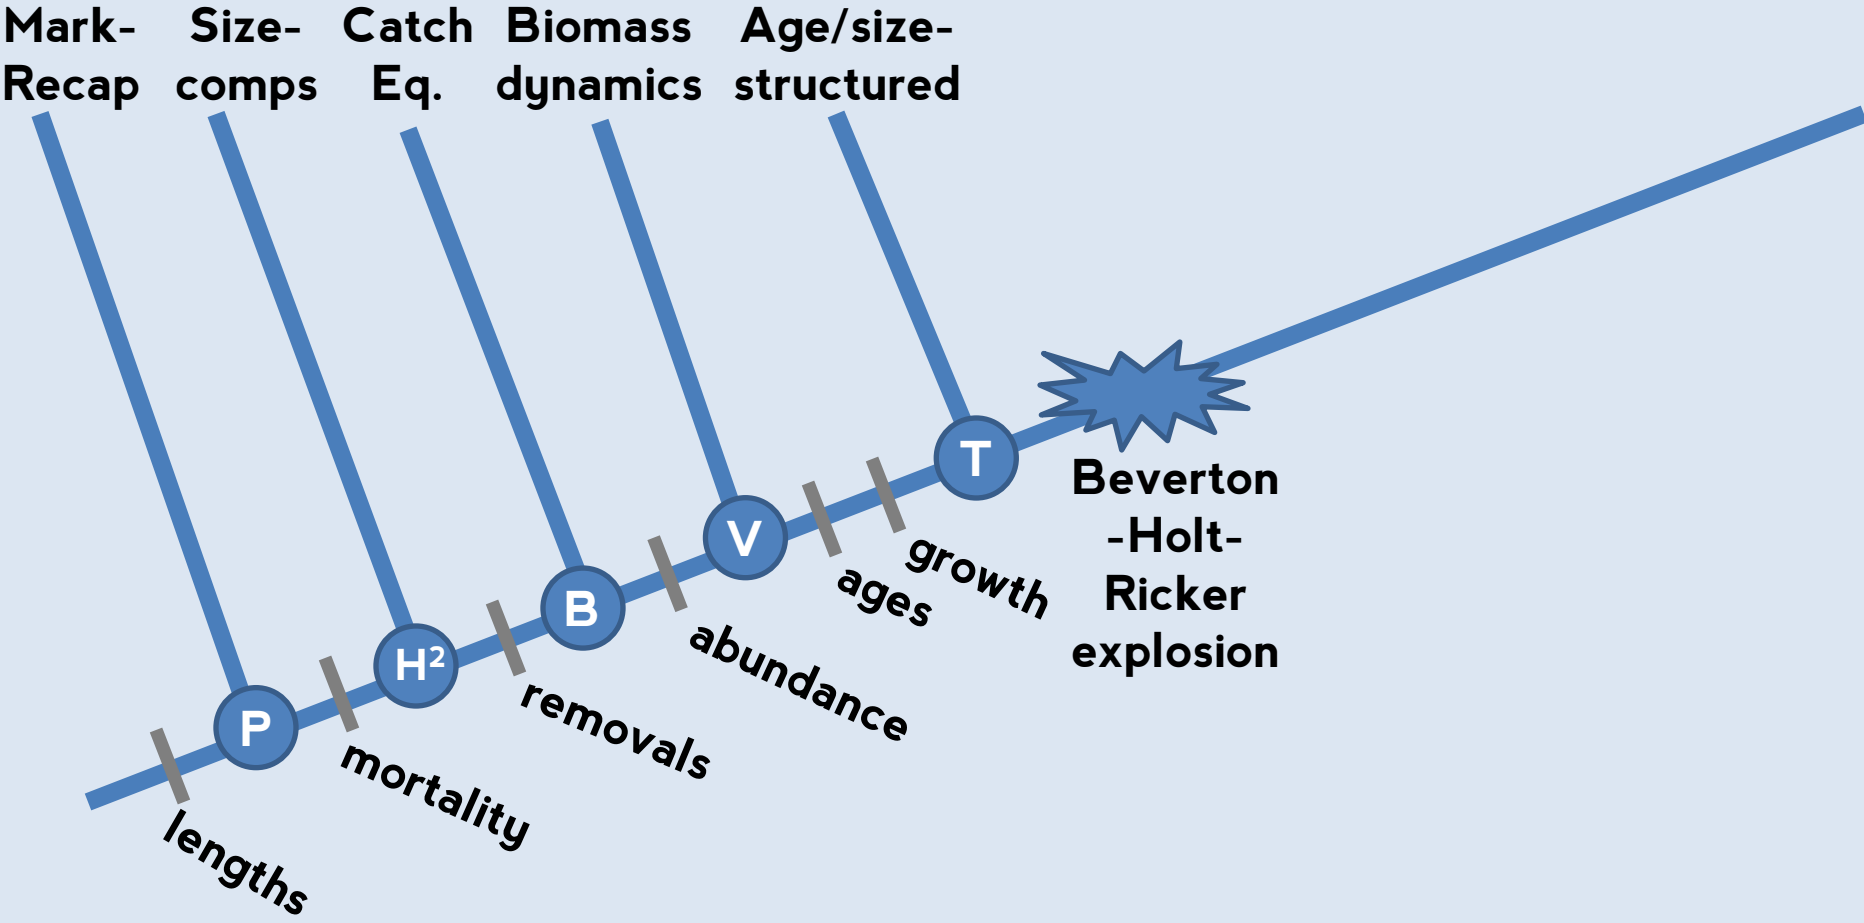 Mark-
Recap
Size-
comps
Catch
Eq.
Biomass
dynamics
Age/size-
structured
P
H²
B
V
T
lengths
mortality
removals
abundance
ages
growth
Beverton
-Holt-
Ricker
explosion